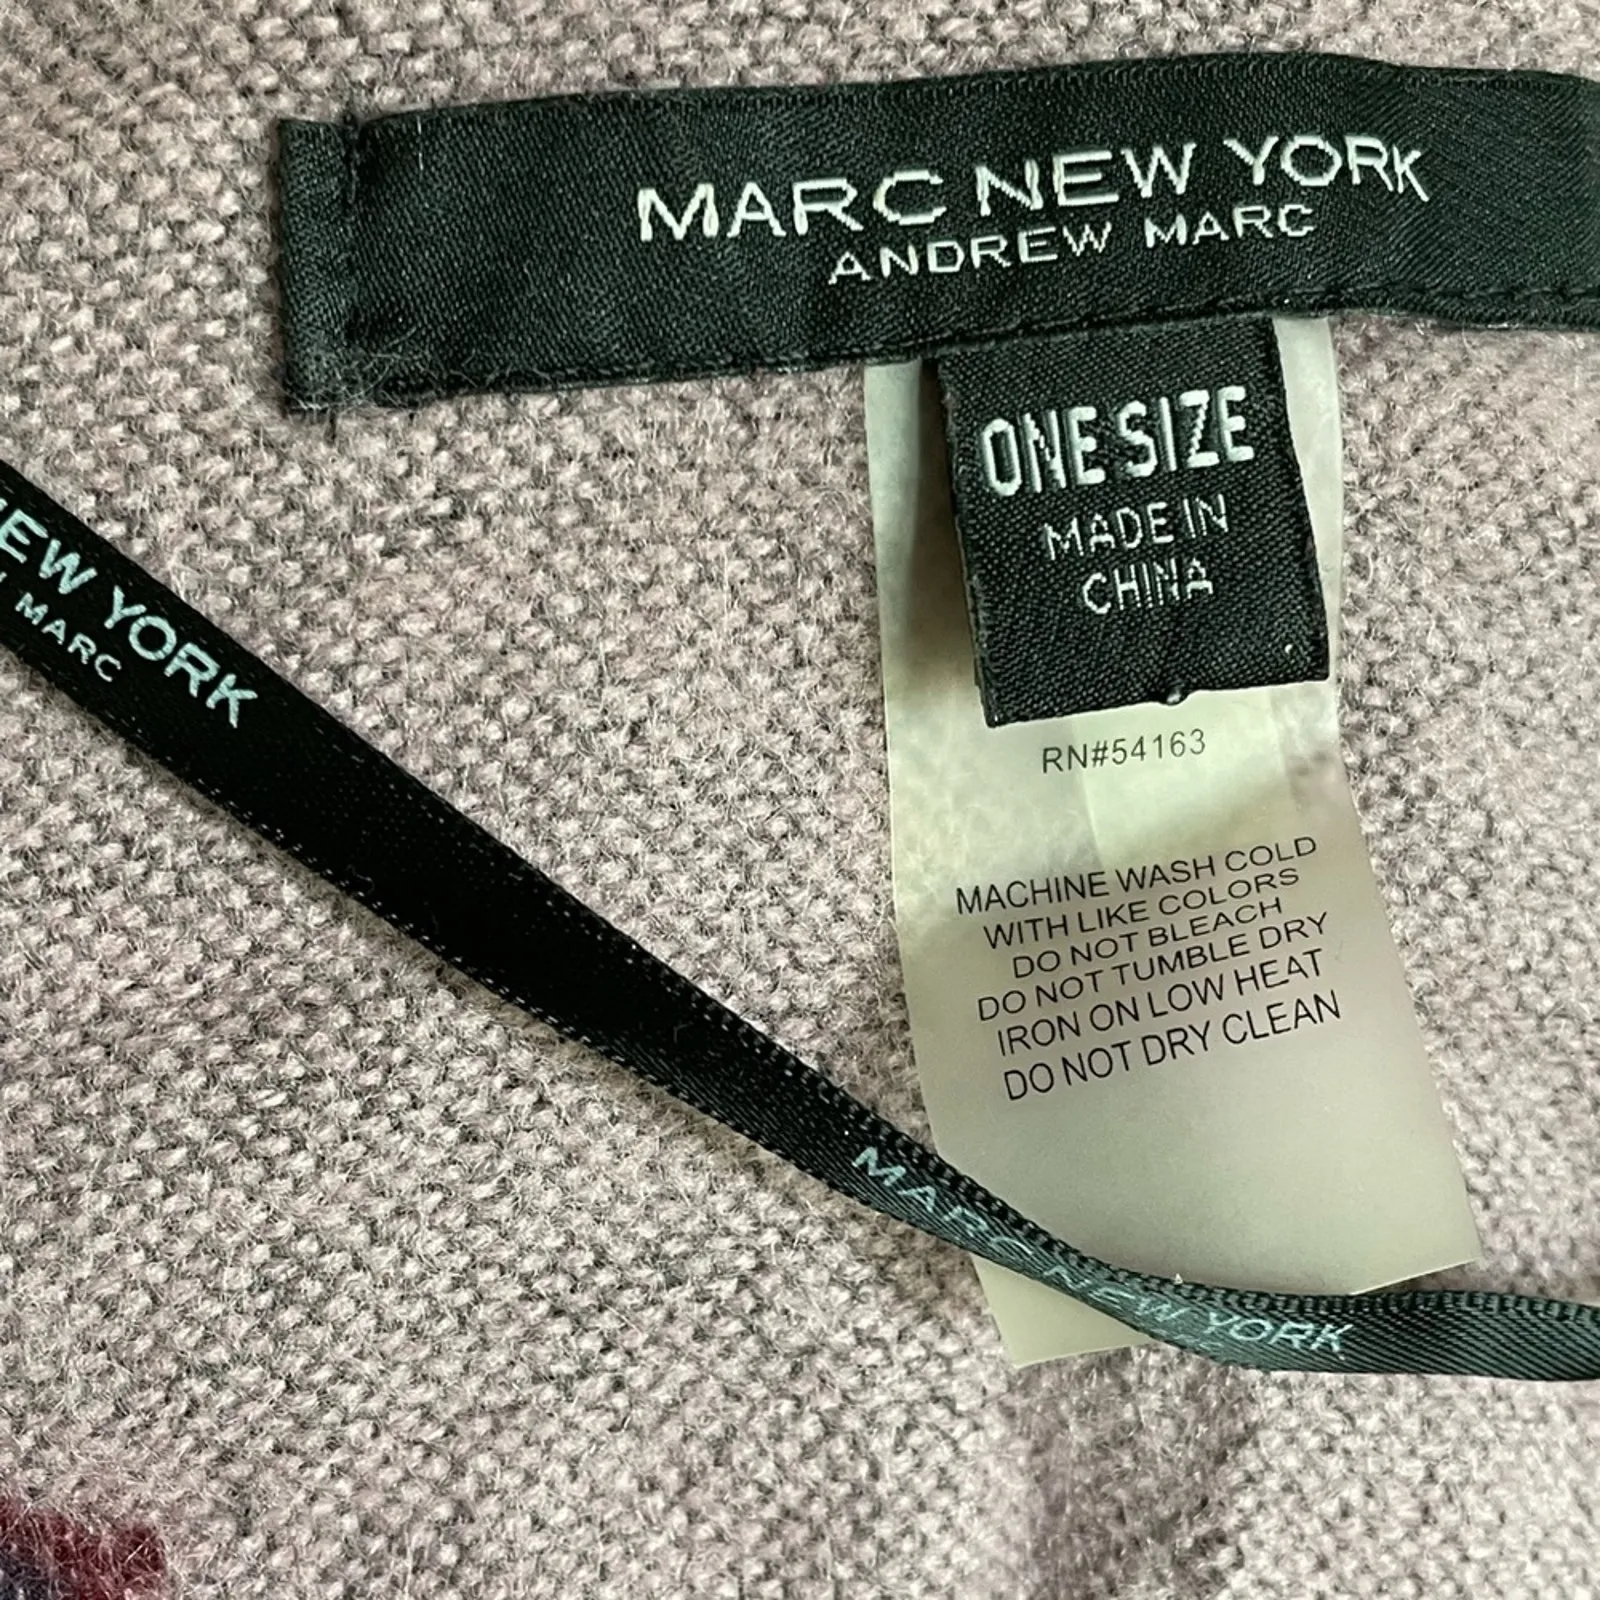 MARC NEW YORK
ANDREW MARC
ONE SIZE
MADE IN
CHINA
RN#54163
MACHINE WASH COLD
WITH LIKE COLORS
DO NOT BLEACH
DO NOT TUMBLE DRY
IRON ON LOW HEAT
DO NOT DRY CLEAN
EW YORK
MARC
MARC NEW YORK